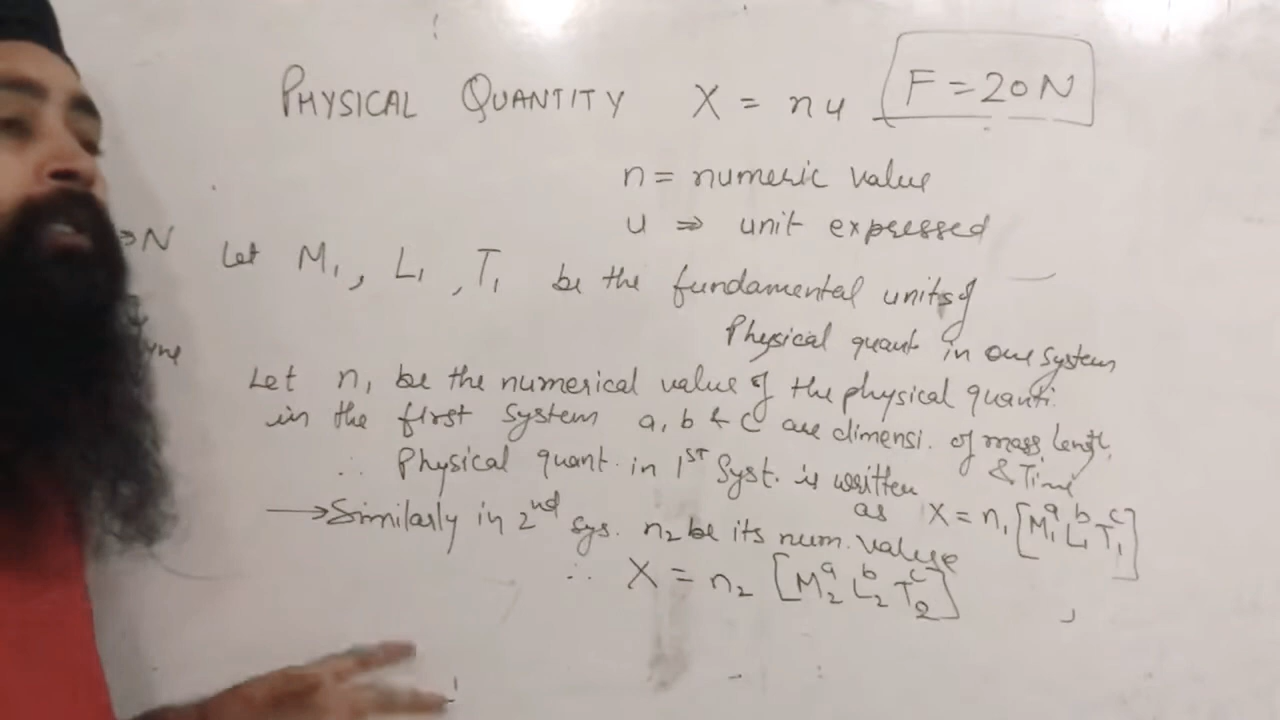 PHYSICAL QUANTITY X = nu F = 20N
n = numeric value
u ⇒ unit expressed
⇒N
Let M₁, L₁, T₁ be the fundamental units of
Physical quant in one system
yne
Let n₁ be the numerical value of the physical quanti.
in the first system a, b & c are dimensi. of mass, length,
& Time
∴ Physical quant. in 1ST Syst. is written
as X = n₁ [M₁ᵃ L₁ᵇ T₁ᶜ]
→ Similarly in 2nd sys. n₂ be its num. value
∴ X = n₂ [M₂ᵃ L₂ᵇ T₂ᶜ]